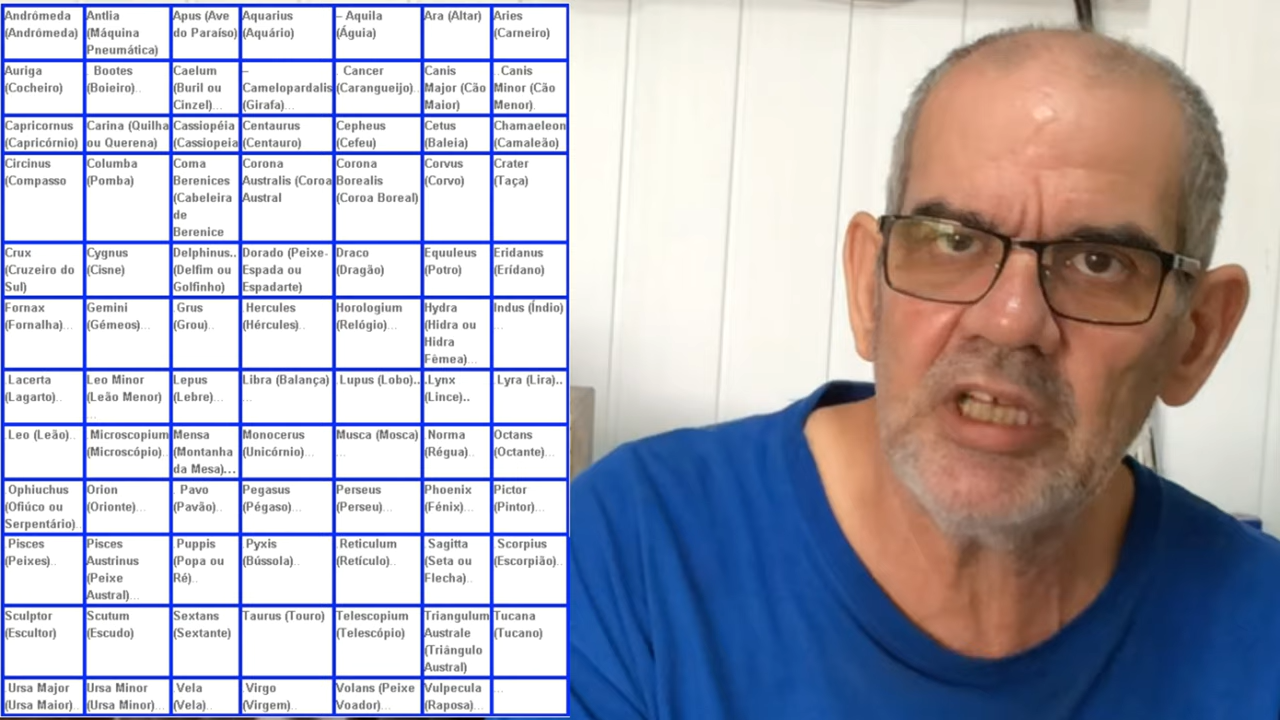 Andrómeda
(Andrómeda)
Antlia
(Máquina
Pneumática)
Apus (Ave
do Paraíso)
Aquarius
(Aquário)
– Aquila
(Águia)
Ara (Altar)
Aries
(Carneiro)
Auriga
(Cocheiro)
. Bootes
(Boieiro)..
Caelum
(Buril ou
Cinzel)...
–
Camelopardalis
(Girafa)...
. Cancer
(Carangueijo)..
Canis
Major (Cão
Maior)
..Canis
Minor (Cão
Menor).
Capricornus
(Capricórnio)
Carina (Quilha
ou Querena)
Cassiopéia
(Cassiopeia
Centaurus
(Centauro)
Cepheus
(Cefeu)
Cetus
(Baleia)
Chamaeleon
(Camaleão)
Circinus
(Compasso
Columba
(Pomba)
Coma
Berenices
(Cabeleira
de
Berenice
Corona
Australis (Coroa
Austral
Corona
Borealis
(Coroa Boreal)
Corvus
(Corvo)
Crater
(Taça)
Crux
(Cruzeiro do
Sul)
Cygnus
(Cisne)
Delphinus..
(Delfim ou
Golfinho)
Dorado (Peixe-
Espada ou
Espadarte)
Draco
(Dragão)
Equuleus
(Potro)
Eridanus
(Erídano)
Fornax
(Fornalha)...
Gemini
(Gémeos)...
Grus
(Grou)..
Hercules
(Hércules)..
Horologium
(Relógio)...
Hydra
(Hidra ou
Hidra
Fêmea)...
Indus (Índio)
...
Lacerta
(Lagarto)..
Leo Minor
(Leão Menor)
...
Lepus
(Lebre)...
Libra (Balança)
...
Lupus (Lobo)...
.Lynx
(Lince)..
Lyra (Lira)..
Leo (Leão)..
Microscopium
(Microscópio)...
Mensa
(Montanha
da Mesa)...
Monocerus
(Unicórnio)...
Musca (Mosca)
...
Norma
(Régua)..
Octans
(Octante)...
Ophiuchus
(Ofiúco ou
Serpentário)..
Orion
(Orionte)...
. Pavo
(Pavão)..
Pegasus
(Pégaso)...
Perseus
(Perseu)...
Phoenix
(Fénix)...
Pictor
(Pintor)...
Pisces
(Peixes)..
Pisces
Austrinus
(Peixe
Austral)...
Puppis
(Popa ou
Ré)..
Pyxis
(Bússola)..
Reticulum
(Retículo)..
Sagitta
(Seta ou
Flecha)..
Scorpius
(Escorpião)..
Sculptor
(Escultor)
Scutum
(Escudo)
Sextans
(Sextante)
Taurus (Touro)
Telescopium
(Telescópio)
Triangulum
Australe
(Triángulo
Austral)
Tucana
(Tucano)
Ursa Major
(Ursa Maior)..
Ursa Minor
(Ursa Minor)...
Vela
(Vela)..
Virgo
(Virgem)..
Volans (Peixe
Voador)...
Vulpecula
(Raposa)...
...